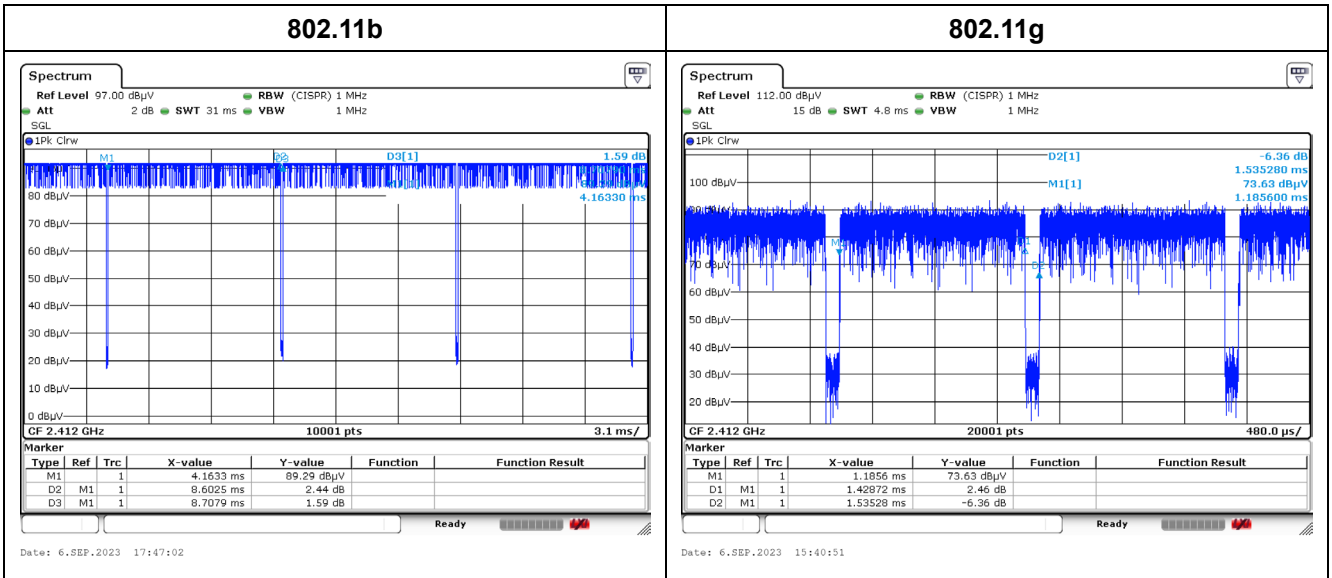 802.11b
802.11g
Spectrum
Ref Level 97.00 dBµV RBW (CISPR) 1 MHz
Att 2 dB SWT 31 ms VBW 1 MHz
SGL
1Pk Clrw
M1 D3[1] 1.59 dB
4.16330 ms
80 dBµV
70 dBµV
60 dBµV
50 dBµV
40 dBµV
30 dBµV
20 dBµV
10 dBµV
0 dBµV
CF 2.412 GHz 10001 pts 3.1 ms/
Marker
Type Ref Trc X-value Y-value Function Function Result
M1 1 4.1633 ms 89.29 dBµV
D2 M1 1 8.6025 ms 2.44 dB
D3 M1 1 8.7079 ms 1.59 dB
Ready
Date: 6.SEP.2023 17:47:02
Spectrum
Ref Level 112.00 dBµV RBW (CISPR) 1 MHz
Att 15 dB SWT 4.8 ms VBW 1 MHz
SGL
1Pk Clrw
D2[1] -6.36 dB
1.535280 ms
100 dBµV M1[1] 73.63 dBµV
1.185600 ms
70 dBµV
D2
60 dBµV
50 dBµV
40 dBµV
30 dBµV
20 dBµV
CF 2.412 GHz 20001 pts 480.0 µs/
Marker
Type Ref Trc X-value Y-value Function Function Result
M1 1 1.1856 ms 73.63 dBµV
D1 M1 1 1.42872 ms 2.46 dB
D2 M1 1 1.53528 ms -6.36 dB
Ready
Date: 6.SEP.2023 15:40:51